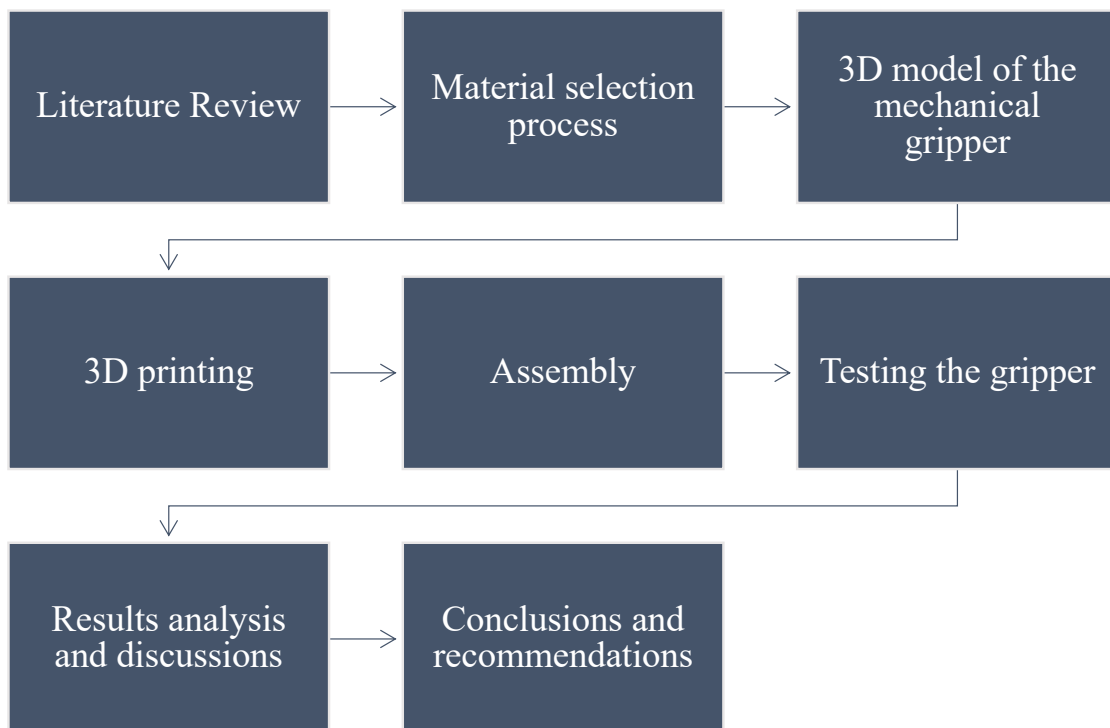 Literature Review
Material selection
process
3D model of the
mechanical
gripper
3D printing
Assembly
Testing the gripper
Results analysis
and discussions
Conclusions and
recommendations